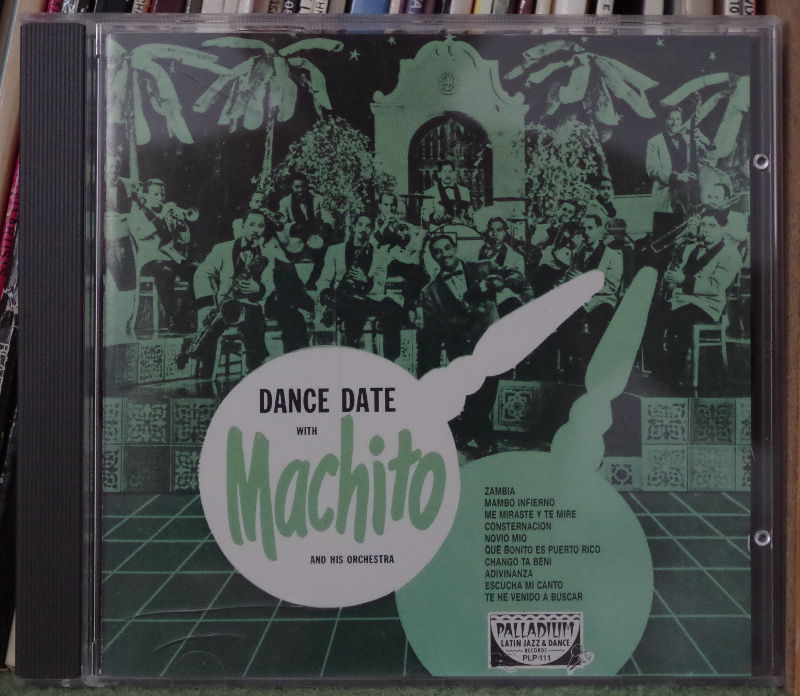 DANCE DATE
WITH
Machito
AND HIS ORCHESTRA
ZAMBIA
MAMBO INFIERNO
ME MIRASTE Y TE MIRE
CONSTERNACION
NOVIO MIO
QUE BONITO ES PUERTO RICO
CHANGO TA BENI
ADIVINANZA
ESCUCHA MI CANTO
TE HE VENIDO A BUSCAR
PALLADIUM
LATIN JAZZ & DANCE
RECORDS
PLP-111